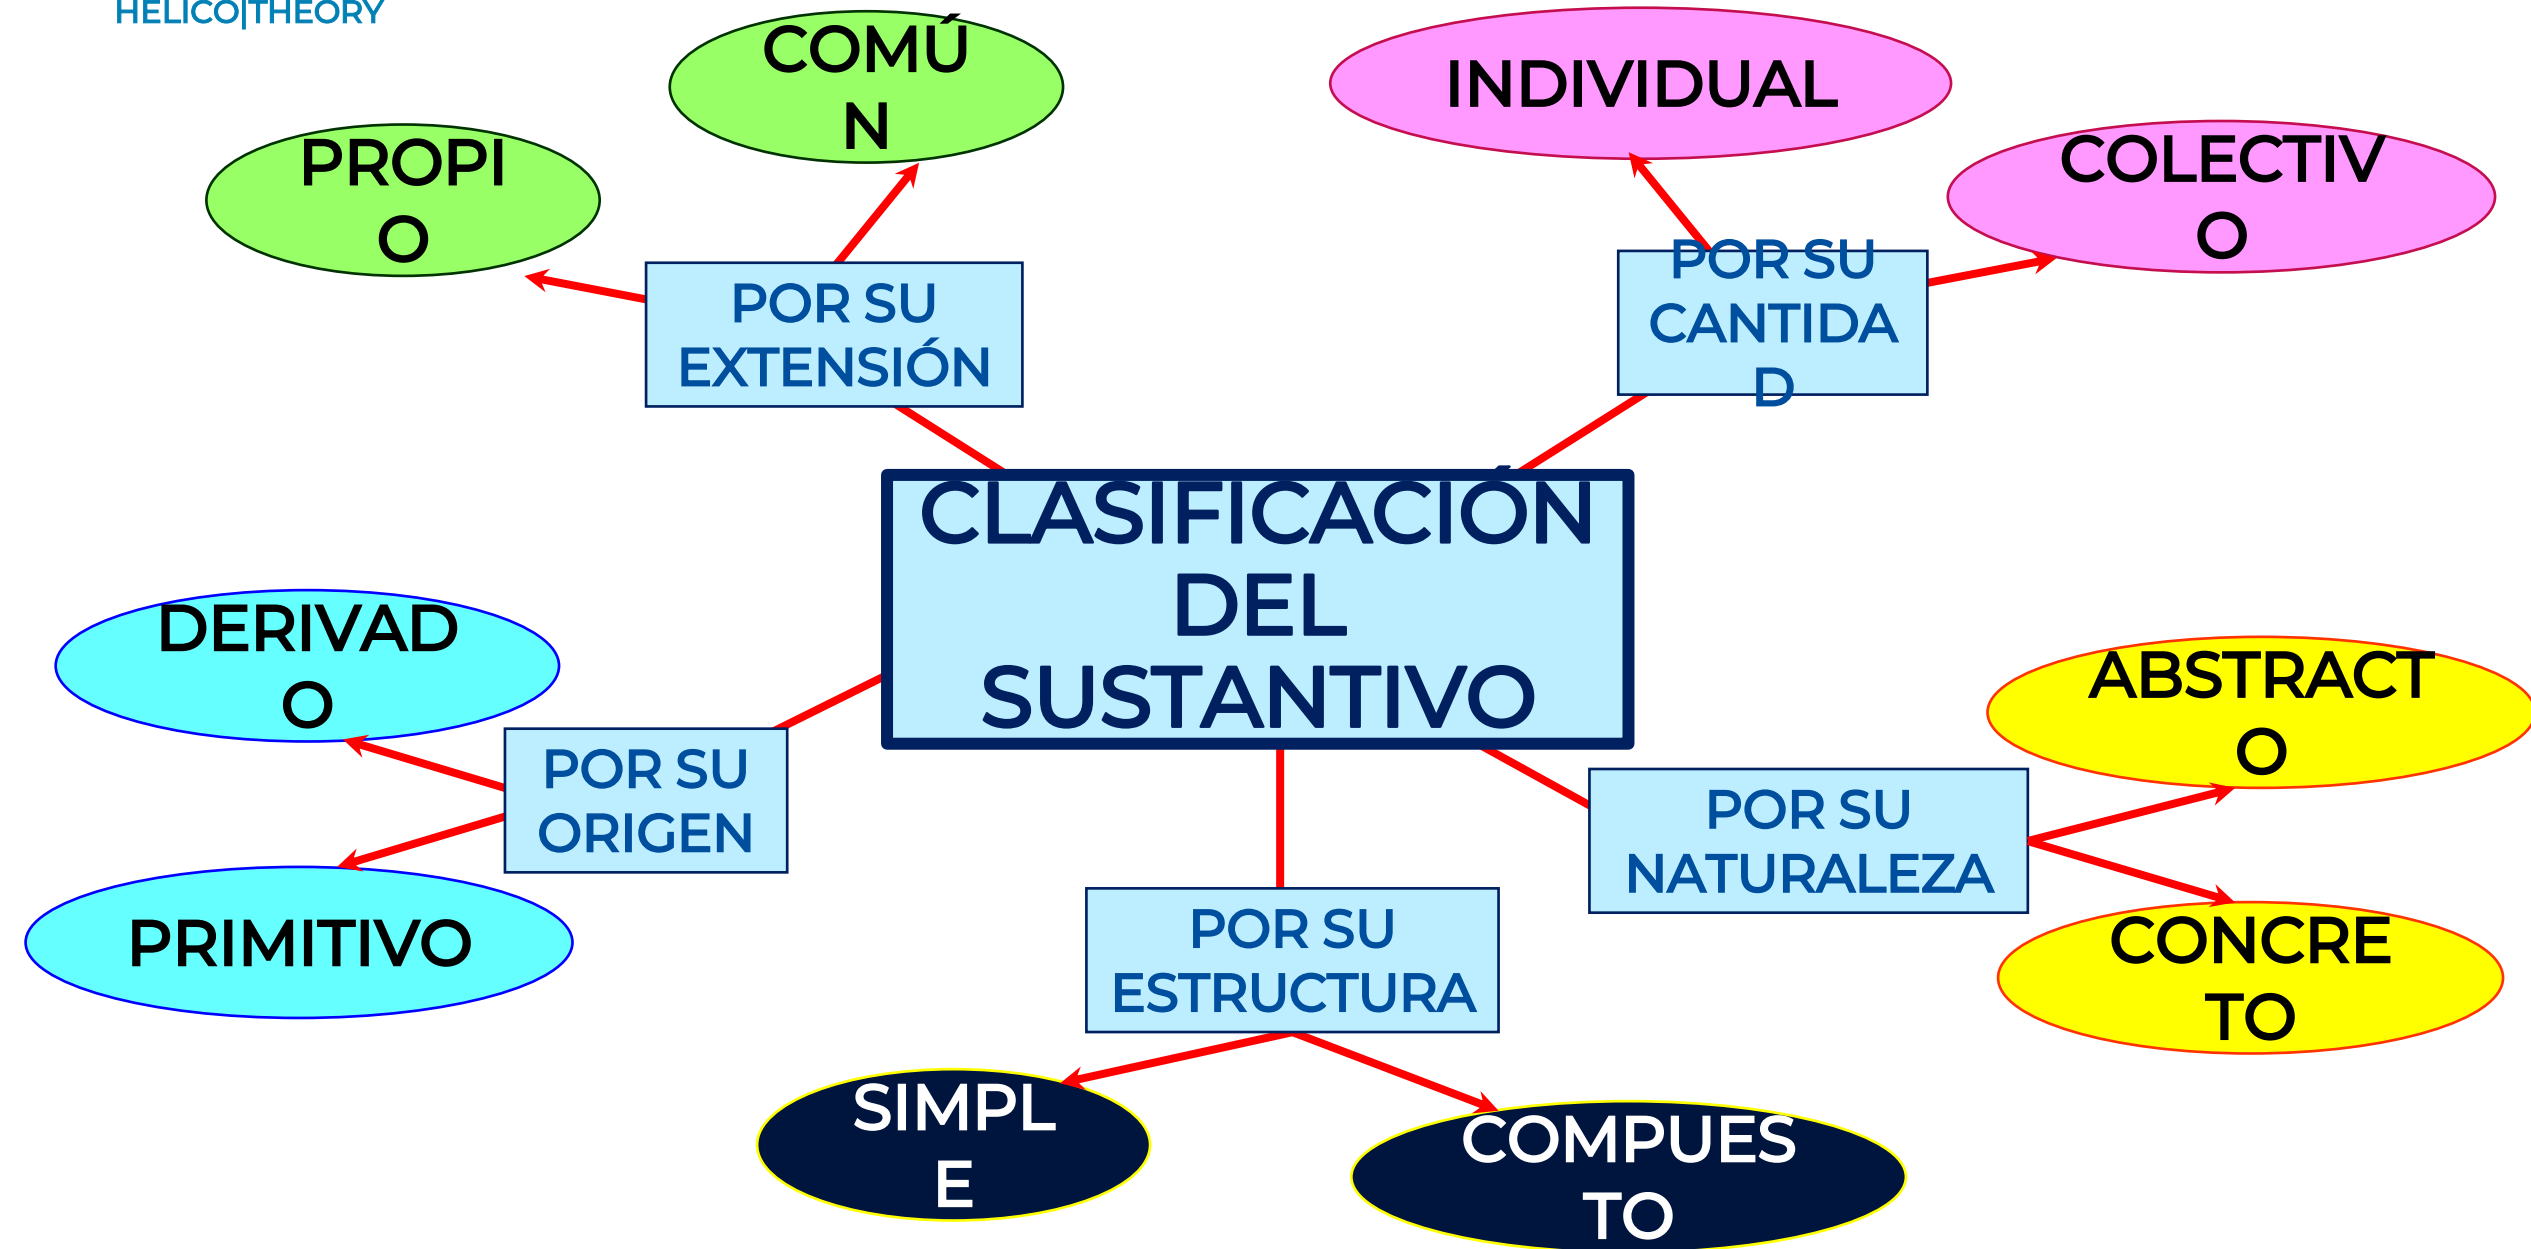 HELICO|THEORY
COMÚ
N
INDIVIDUAL
PROPI
O
COLECTIV
O
POR SU
EXTENSIÓN
POR SU
CANTIDA
D
CLASIFICACIÓN
DEL
SUSTANTIVO
DERIVAD
O
ABSTRACT
O
POR SU
ORIGEN
POR SU
NATURALEZA
PRIMITIVO
POR SU
ESTRUCTURA
CONCRE
TO
SIMPL
E
COMPUES
TO